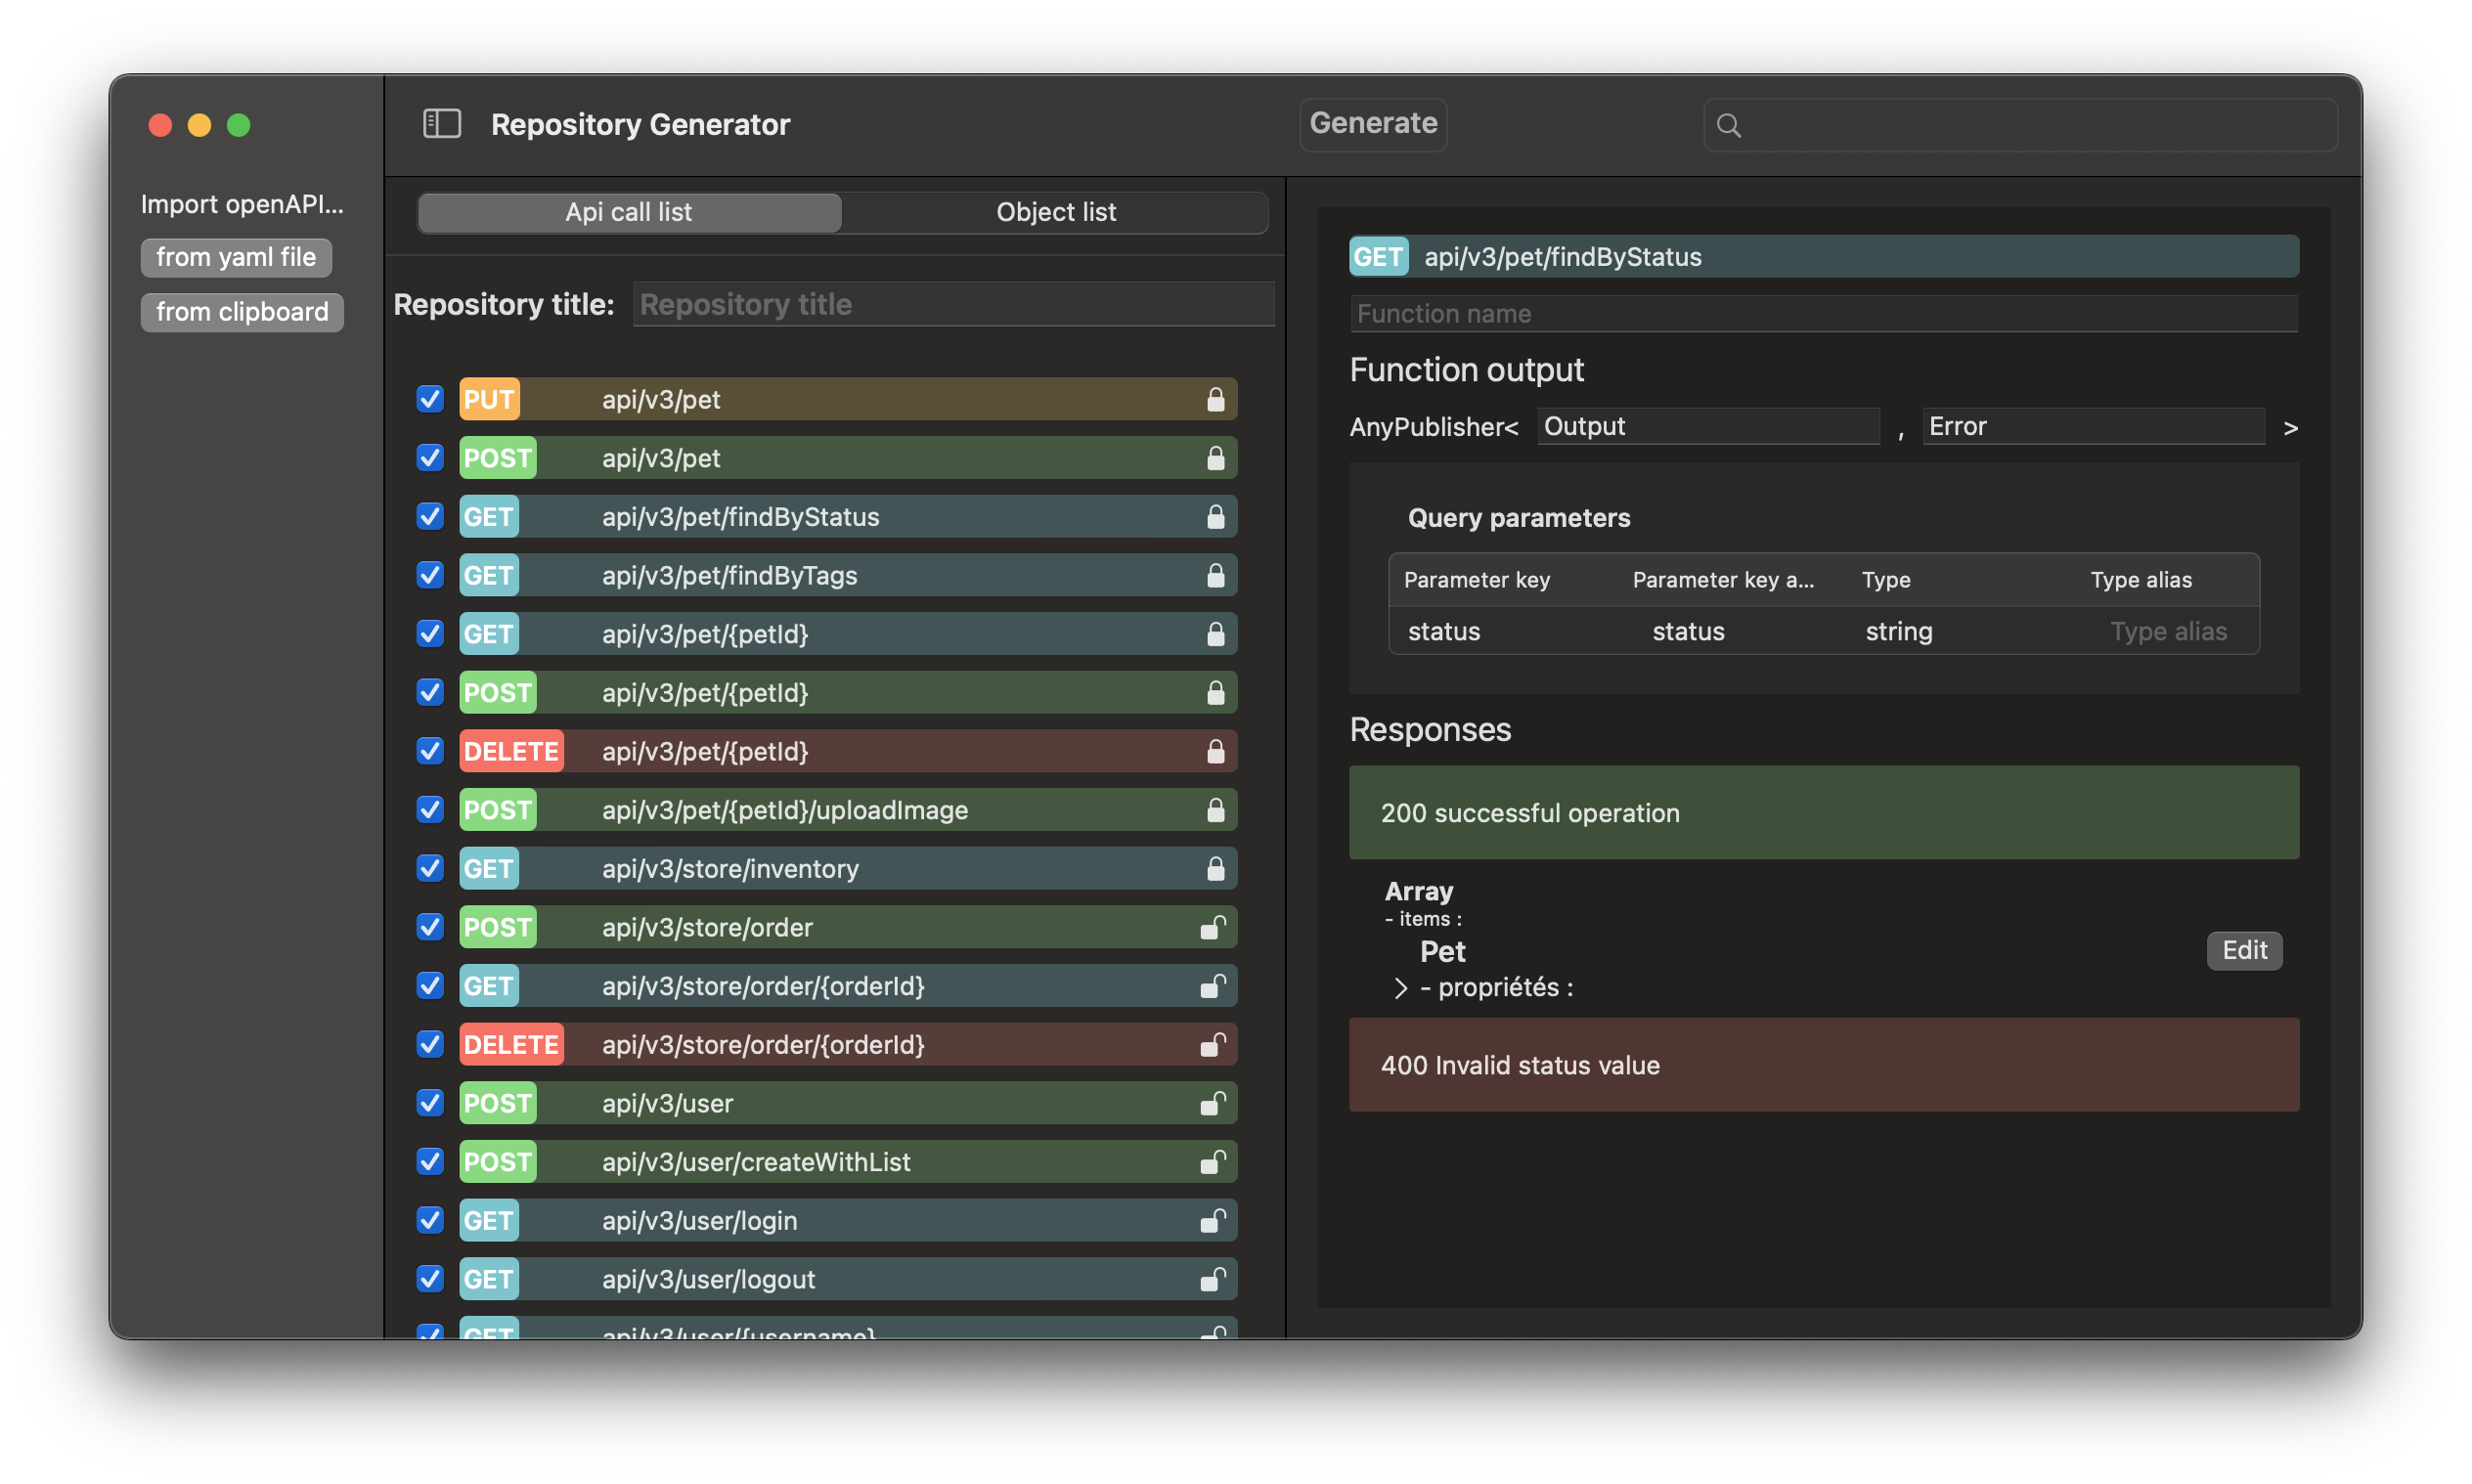 Repository Generator
Generate
Import openAPI...
from yaml file
from clipboard
Api call list
Object list
Repository title:
Repository title
PUT api/v3/pet
POST api/v3/pet
GET api/v3/pet/findByStatus
GET api/v3/pet/findByTags
GET api/v3/pet/{petId}
POST api/v3/pet/{petId}
DELETE api/v3/pet/{petId}
POST api/v3/pet/{petId}/uploadImage
GET api/v3/store/inventory
POST api/v3/store/order
GET api/v3/store/order/{orderId}
DELETE api/v3/store/order/{orderId}
POST api/v3/user
POST api/v3/user/createWithList
GET api/v3/user/login
GET api/v3/user/logout
GET api/v3/user/{username}
GET api/v3/pet/findByStatus
Function name
Function output
AnyPublisher< Output , Error >
Query parameters
Parameter key Parameter key a... Type Type alias
status status string Type alias
Responses
200 successful operation
Array
- items :
Pet
Edit
- propriétés :
400 Invalid status value